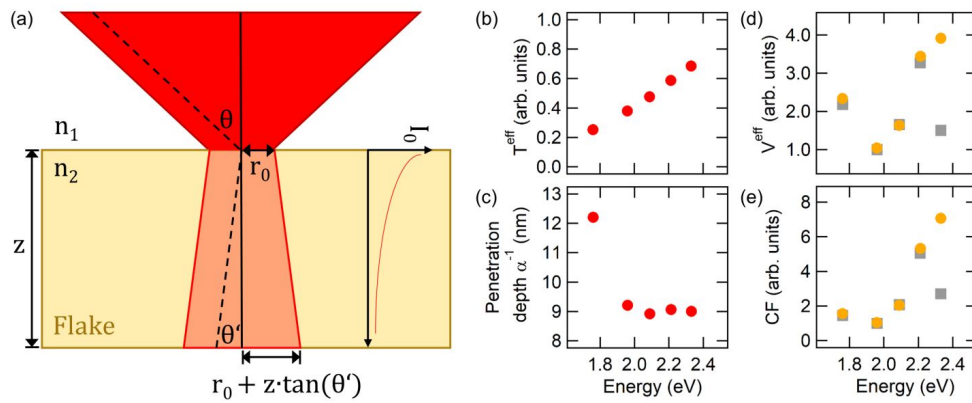 (a)
θ
n₁
n₂
r₀
I₀
z
Flake
θ‘
r₀ + z·tan(θ‘)
(b)
1.0
0.8
0.6
0.4
0.2
0.0
Tᵉᶠᶠ (arb. units)
(c)
13
12
11
10
9
8
Penetration
depth α⁻¹ (nm)
1.8 2.0 2.2 2.4
Energy (eV)
(d)
4.0
3.0
2.0
1.0
Vᵉᶠᶠ (arb. units)
(e)
8
6
4
2
0
CF (arb. units)
1.8 2.0 2.2 2.4
Energy (eV)